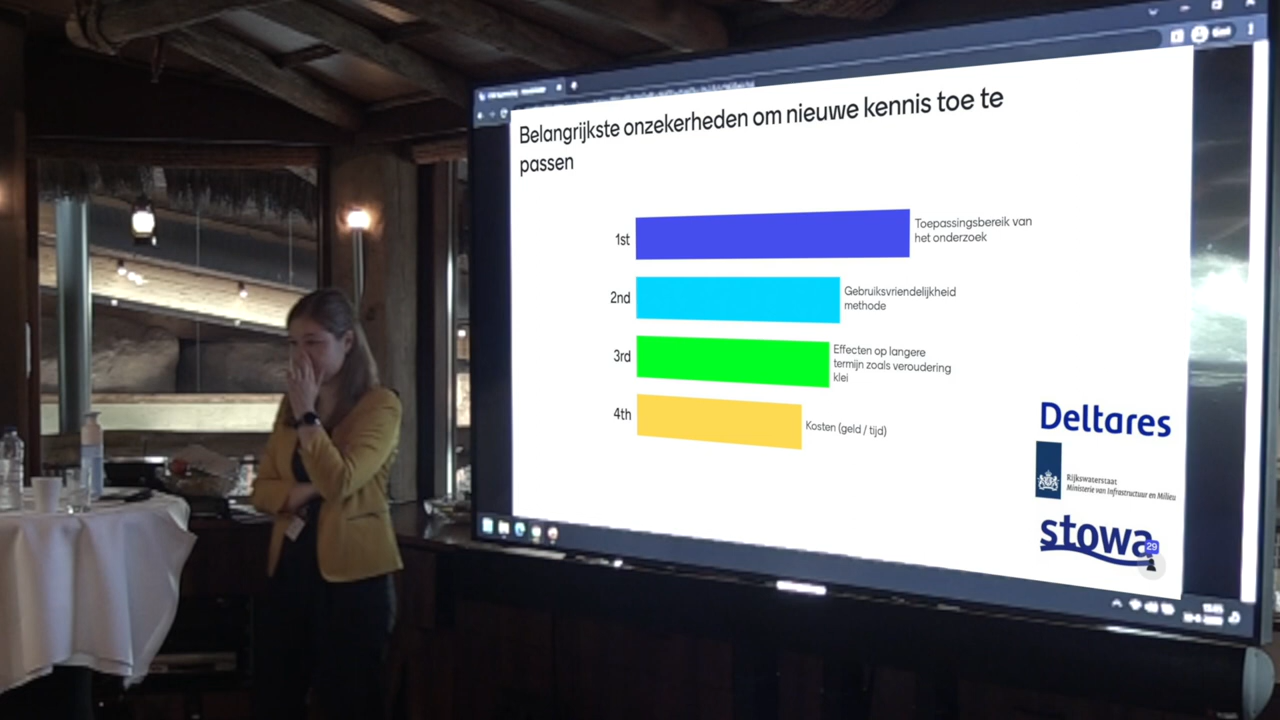 Belangrijkste onzekerheden om nieuwe kennis toe te
passen
1st
Toepassingsbereik van
het onderzoek
2nd
Gebruiksvriendelijkheid
methode
3rd
Effecten op langere
termijn zoals veroudering
klei
4th
Kosten (geld / tijd)
Deltares
Rijkswaterstaat
Ministerie van Infrastructuur en Milieu
stowa
29